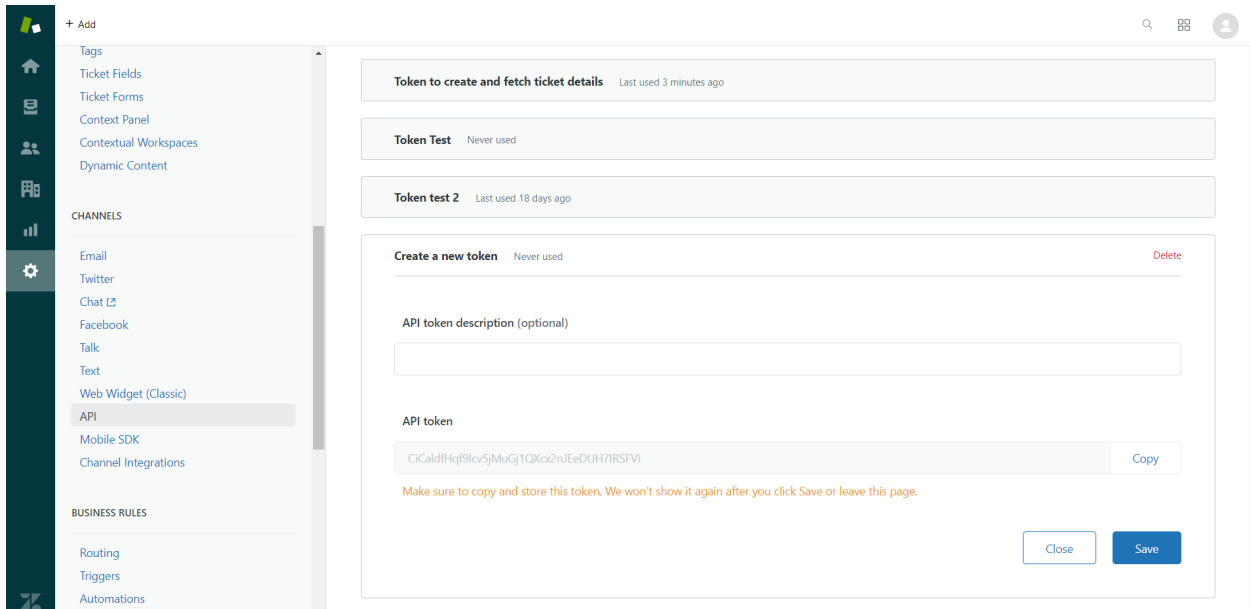 + Add
Tags
Ticket Fields
Ticket Forms
Context Panel
Contextual Workspaces
Dynamic Content
CHANNELS
Email
Twitter
Chat
Facebook
Talk
Text
Web Widget (Classic)
API
Mobile SDK
Channel Integrations
BUSINESS RULES
Routing
Triggers
Automations
Token to create and fetch ticket details Last used 3 minutes ago
Token Test Never used
Token test 2 Last used 18 days ago
Create a new token Never used Delete
API token description (optional)
API token
Copy
Make sure to copy and store this token. We won't show it again after you click Save or leave this page.
Close Save